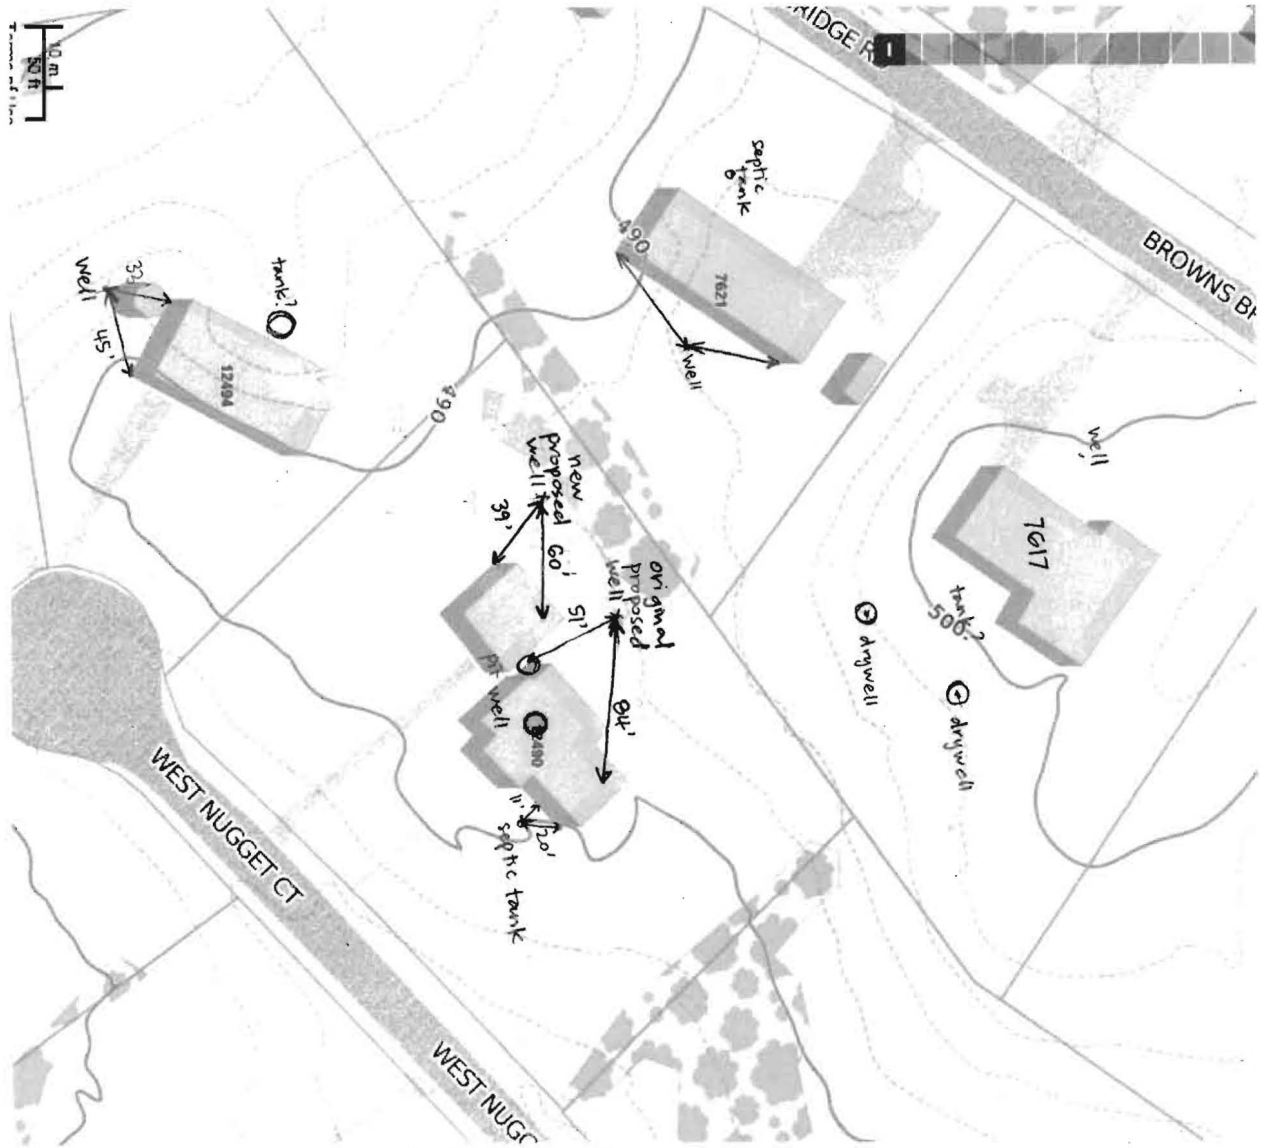 RIDGE R
10 m
50 ft
BROWNS B
septic
tank
490
7621
well
well
32'
45'
tank?
12494
490
well
7617
tank?
500
drywell
drywell
new
proposed
well
39'
60'
original
proposed
well
51'
84'
pit well
2490
11'
20'
septic tank
WEST NUGGET CT
WEST NUGG